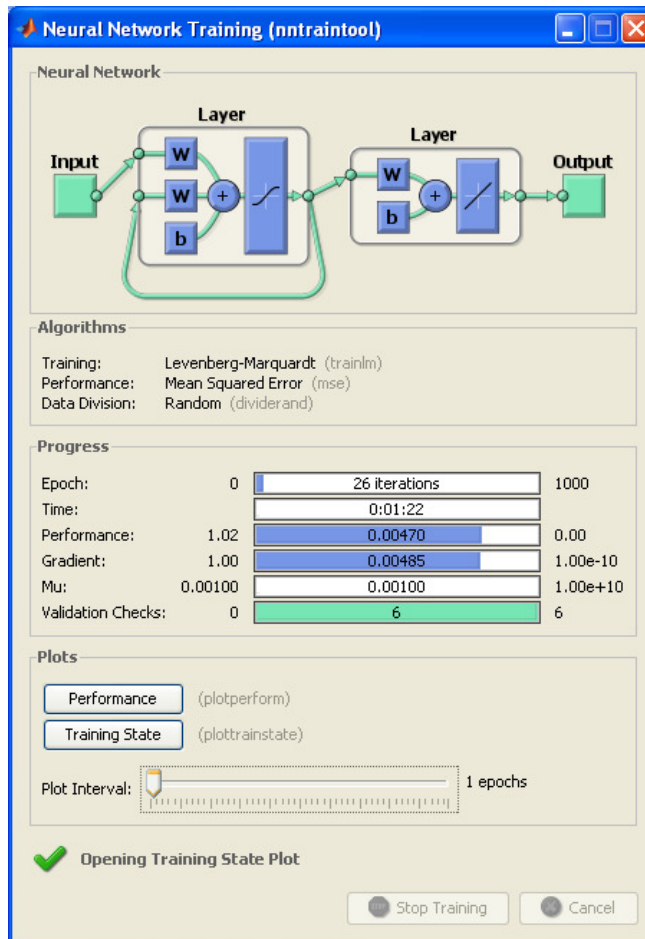 Neural Network Training (nntraintool)
Neural Network
Layer
Layer
Input
Output
W
W
b
+
W
b
+
Algorithms
Training: Levenberg-Marquardt (trainlm)
Performance: Mean Squared Error (mse)
Data Division: Random (dividerand)
Progress
Epoch: 0 26 iterations 1000
Time: 0:01:22
Performance: 1.02 0.00470 0.00
Gradient: 1.00 0.00485 1.00e-10
Mu: 0.00100 0.00100 1.00e+10
Validation Checks: 0 6 6
Plots
Performance (plotperform)
Training State (plottrainstate)
Plot Interval: 1 epochs
Opening Training State Plot
Stop Training Cancel